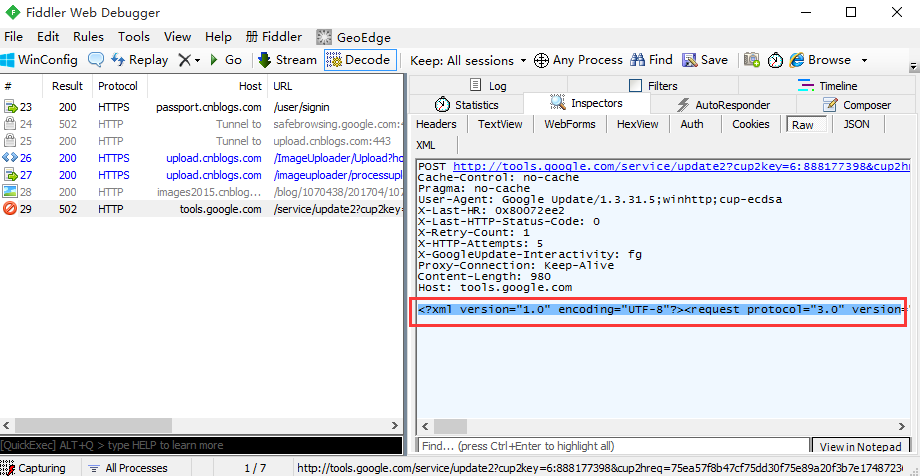 Fiddler Web Debugger
File Edit Rules Tools View Help 册 Fiddler GeoEdge
WinConfig Replay Go Stream Decode Keep: All sessions Any Process Find Save Browse
# Result Protocol Host URL
23 200 HTTPS passport.cnblogs.com /user/signin
24 502 HTTP Tunnel to safebrowsing.google.com:4
25 200 HTTP Tunnel to upload.cnblogs.com:443
26 200 HTTPS upload.cnblogs.com /ImageUploader/Upload?ho
27 200 HTTPS upload.cnblogs.com /imageuploader/processupl
28 200 HTTP images2015.cnblo... /blog/1070438/201704/107
29 502 HTTP tools.google.com /service/update2?cup2key=
[QuickExec] ALT+Q > type HELP to learn more
Log Filters Timeline
Statistics Inspectors AutoResponder Composer
Headers TextView WebForms HexView Auth Cookies Raw JSON
XML
POST http://tools.google.com/service/update2?cup2key=6:888177398&cup2hr
Cache-Control: no-cache
Pragma: no-cache
User-Agent: Google Update/1.3.31.5;winhttp;cup-ecdsa
X-Last-HR: 0x80072ee2
X-Last-HTTP-Status-Code: 0
X-Retry-Count: 1
X-HTTP-Attempts: 5
X-GoogleUpdate-Interactivity: fg
Proxy-Connection: Keep-Alive
Content-Length: 980
Host: tools.google.com
<?xml version="1.0" encoding="UTF-8"?><request protocol="3.0" version=
Find... (press Ctrl+Enter to highlight all) View in Notepad
Capturing All Processes 1 / 7 http://tools.google.com/service/update2?cup2key=6:888177398&cup2hreq=75ea57f8b47cf75dd30f75e89a20f3b7e1748723